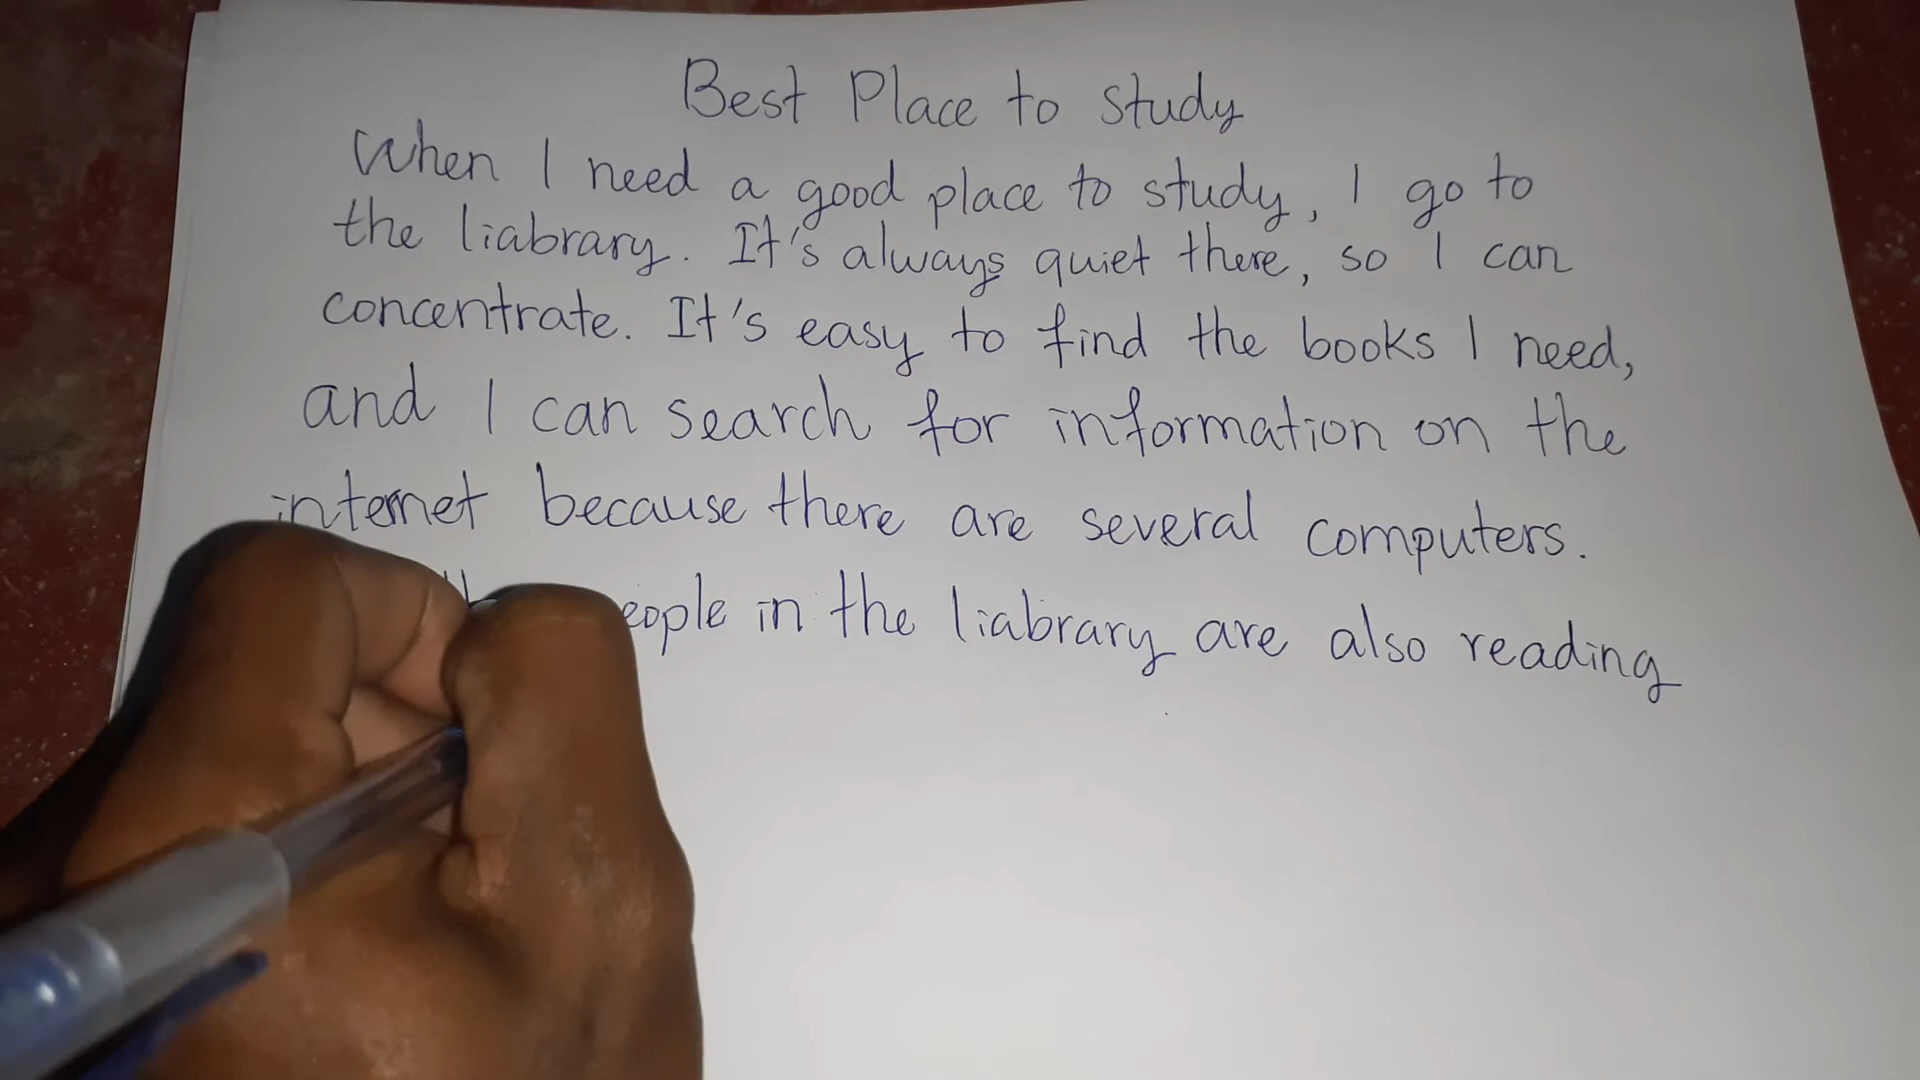 Best Place to study
When I need a good place to study, I go to
the liabrary. It's always quiet there, so I can
concentrate. It's easy to find the books I need,
and I can search for information on the
internet because there are several computers.
in the liabrary are also reading